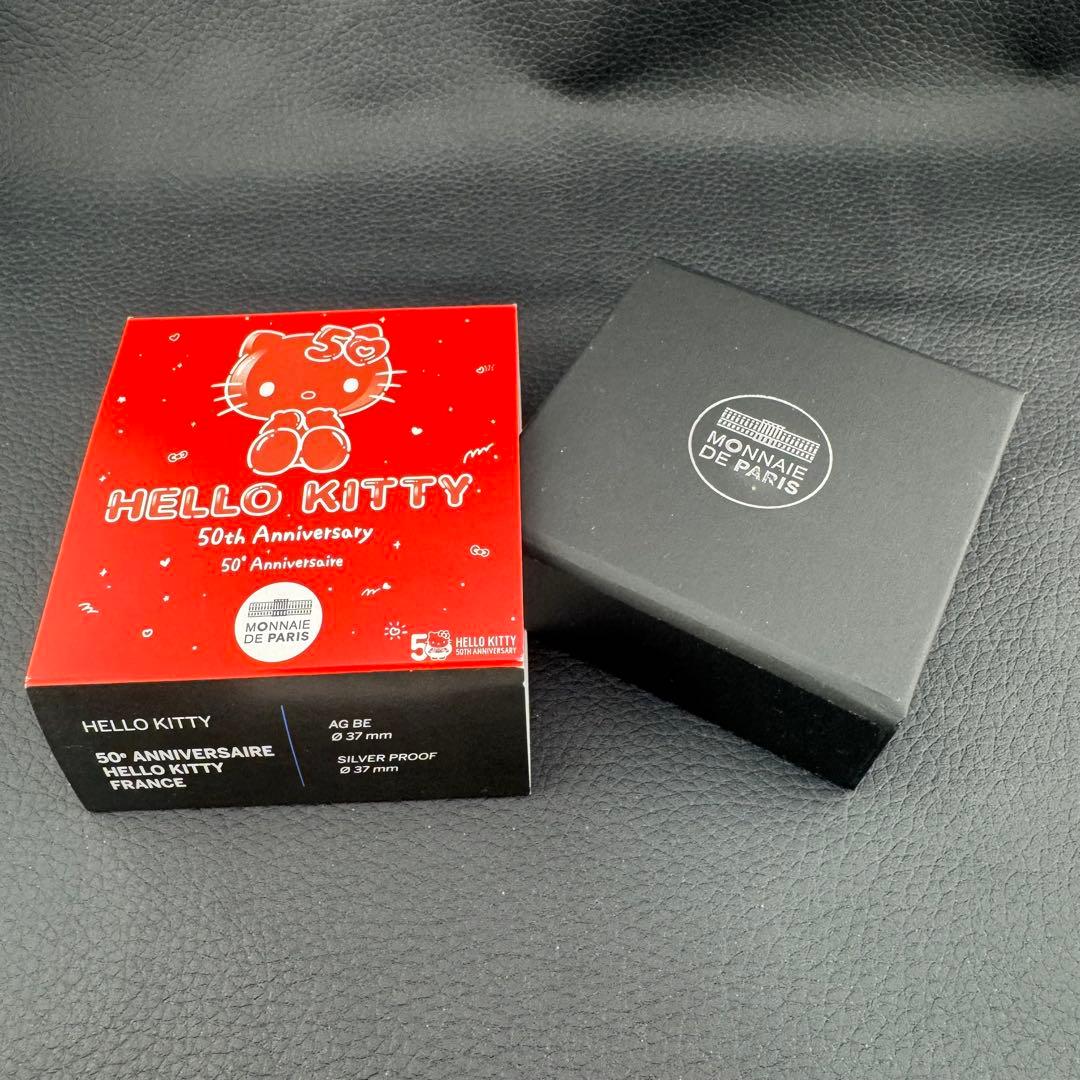 50
HELLO KITTY
50th Anniversary
50e Anniversaire
MONNAIE
DE PARIS
50 HELLO KITTY
50TH ANNIVERSARY
HELLO KITTY
50e ANNIVERSAIRE
HELLO KITTY
FRANCE
AG BE
Ø 37 mm
SILVER PROOF
Ø 37 mm
MONNAIE
DE PARIS